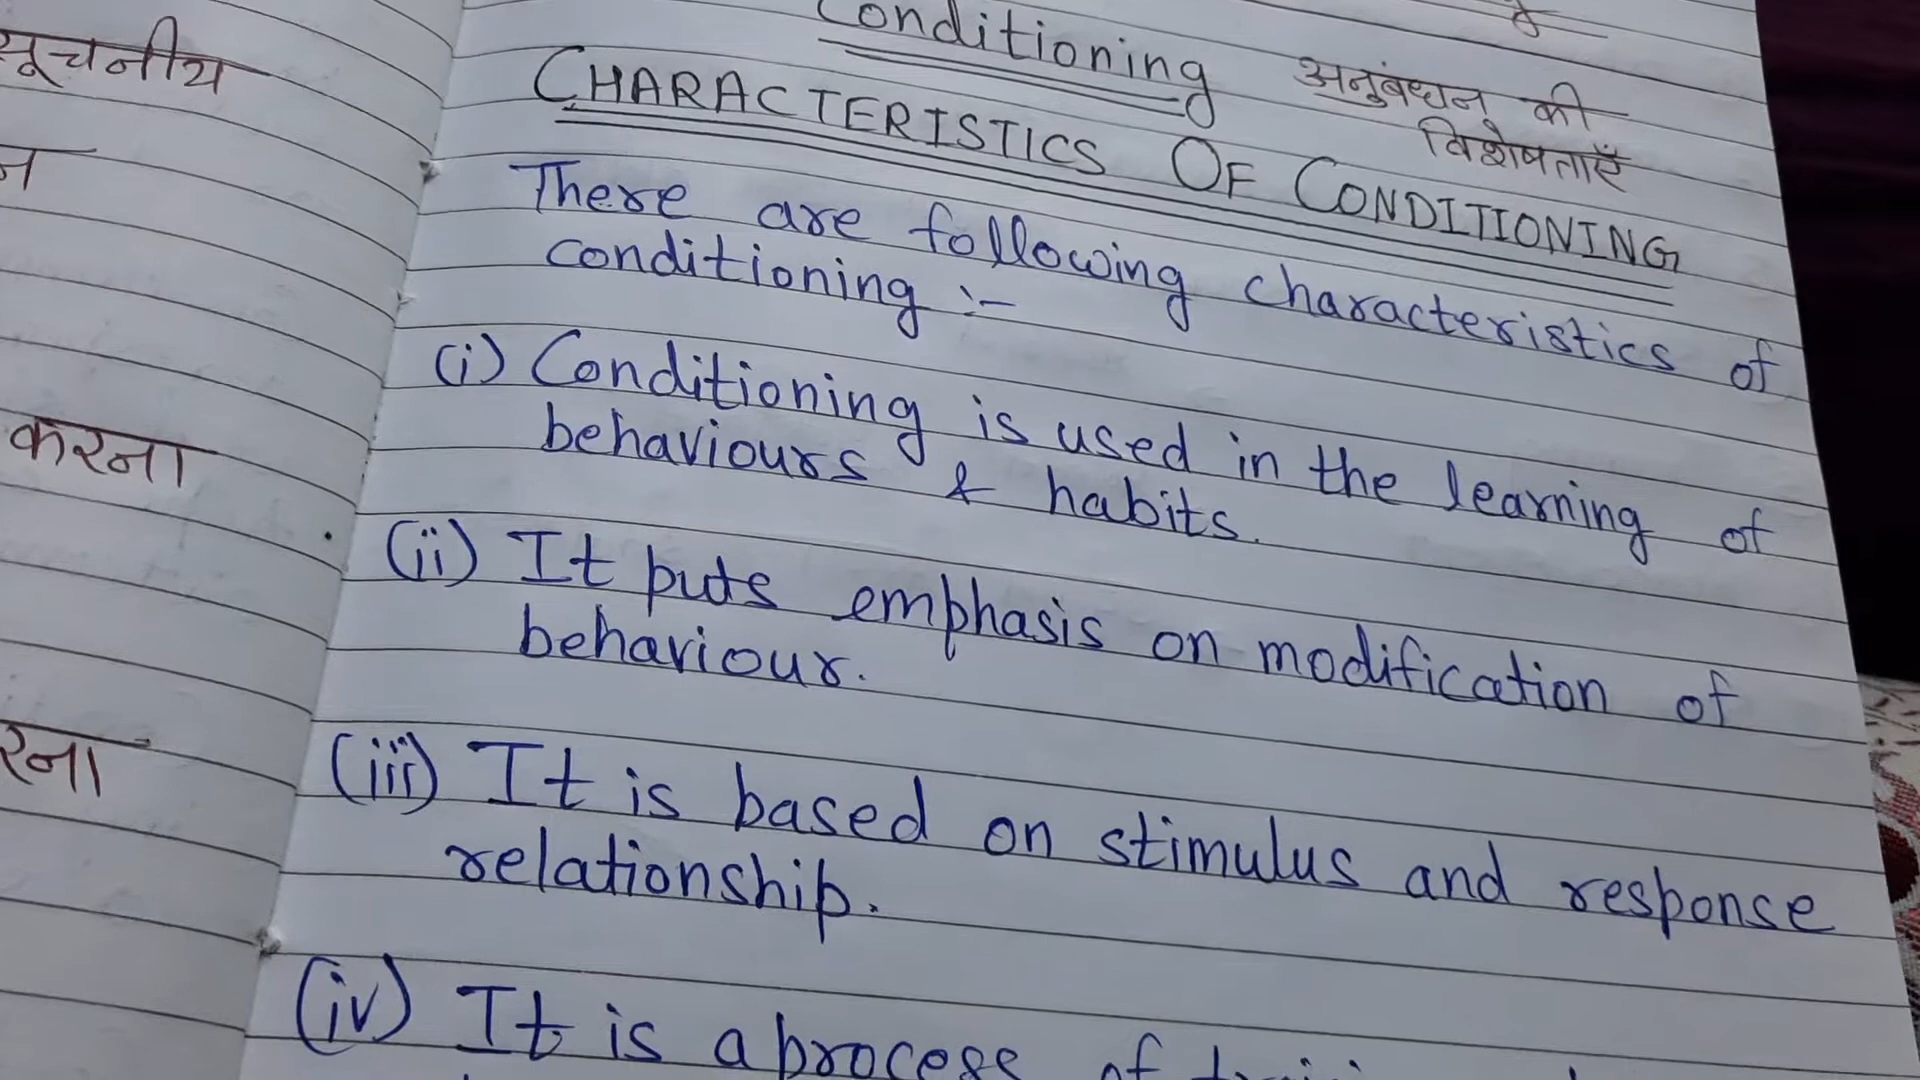 सूचनीय
न
करना
रना
Conditioning
अनुबंधन की
विशेषताएँ
CHARACTERISTICS OF CONDITIONING
There are following characteristics of
conditioning :-
(i) Conditioning is used in the learning of
behaviours & habits.
(ii) It puts emphasis on modification of
behaviour.
(iii) It is based on stimulus and response
relationship.
(iv) It is a process of